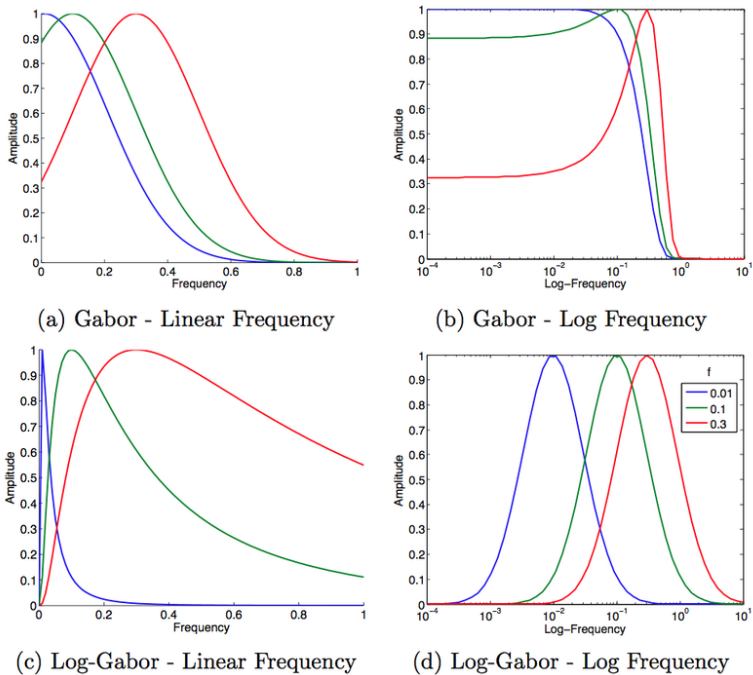 1
0.9
0.8
0.7
0.6
0.5
0.4
0.3
0.2
0.1
0
Amplitude
0 0.2 0.4 0.6 0.8 1
Frequency
(a) Gabor - Linear Frequency
1
0.9
0.8
0.7
0.6
0.5
0.4
0.3
0.2
0.1
0
Amplitude
10⁻⁴ 10⁻³ 10⁻² 10⁻¹ 10⁰ 10¹
Log-Frequency
(b) Gabor - Log Frequency
1
0.9
0.8
0.7
0.6
0.5
0.4
0.3
0.2
0.1
0
Amplitude
0 0.2 0.4 0.6 0.8 1
Frequency
(c) Log-Gabor - Linear Frequency
1
0.9
0.8
0.7
0.6
0.5
0.4
0.3
0.2
0.1
0
Amplitude
f
0.01
0.1
0.3
10⁻⁴ 10⁻³ 10⁻² 10⁻¹ 10⁰ 10¹
Log-Frequency
(d) Log-Gabor - Log Frequency